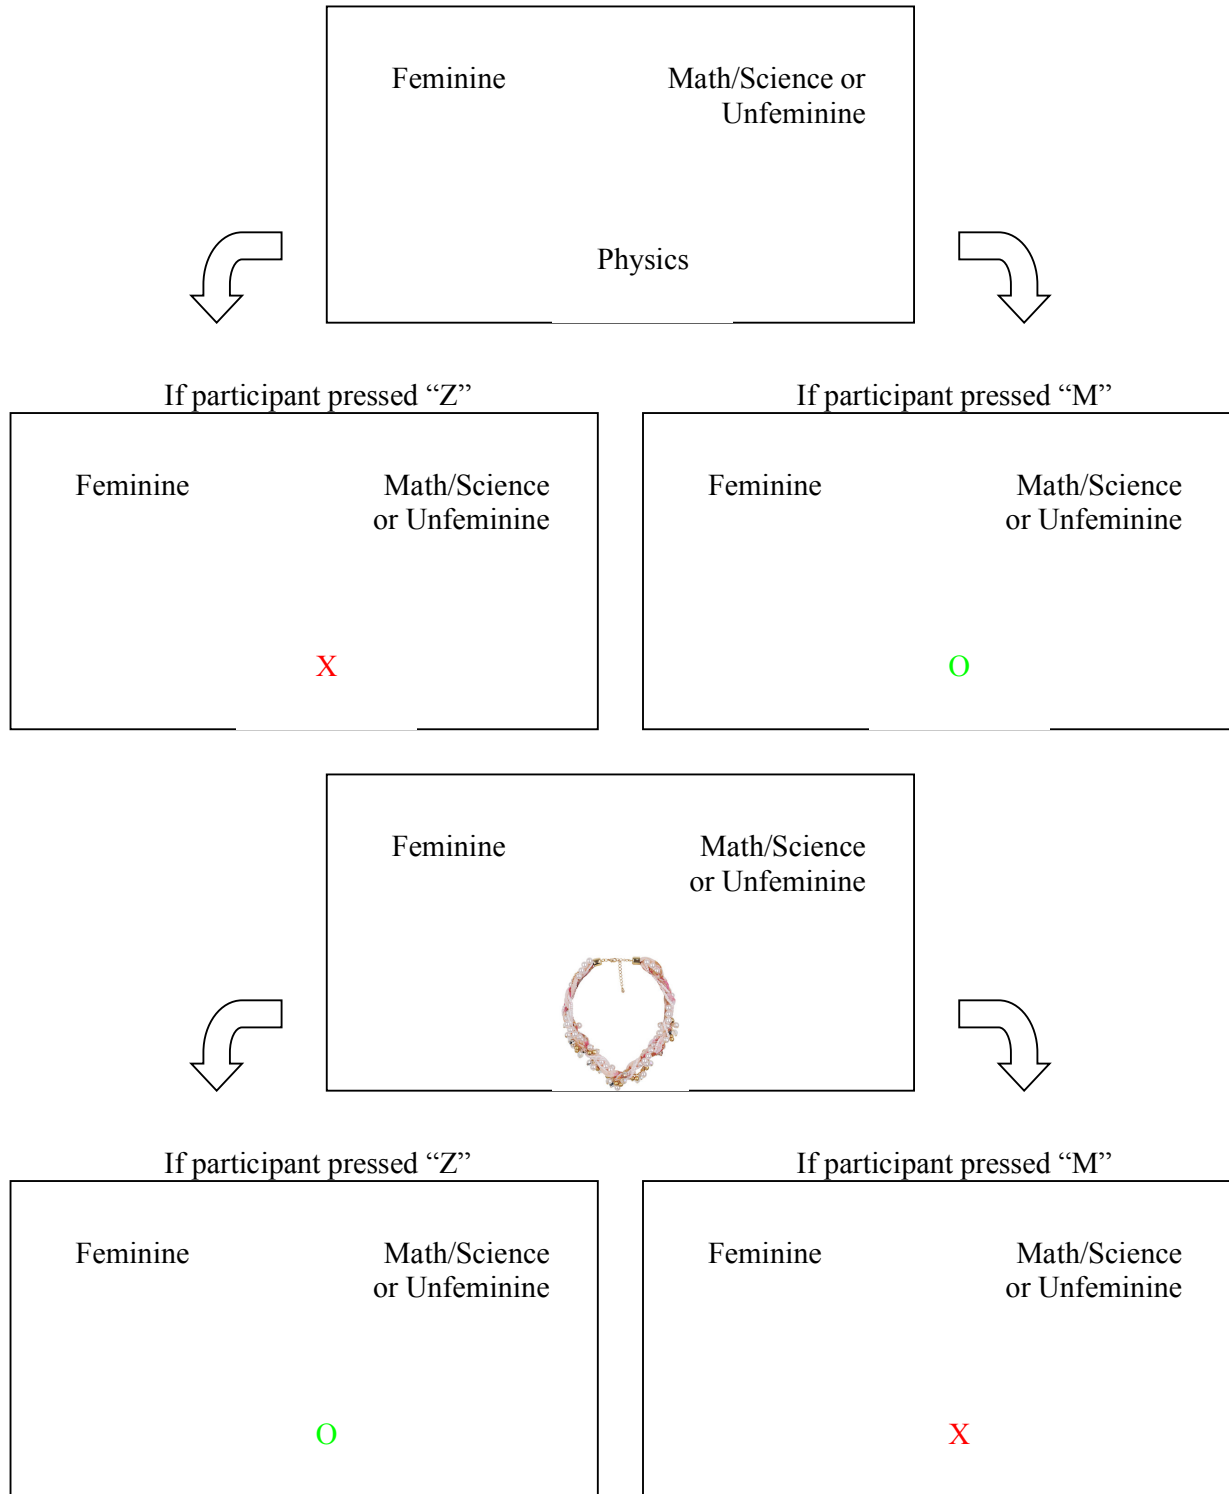 Feminine Math/Science or
Unfeminine
Physics
If participant pressed “Z” If participant pressed “M”
Feminine Math/Science
or Unfeminine
Feminine Math/Science
or Unfeminine
X O
Feminine Math/Science
or Unfeminine
If participant pressed “Z” If participant pressed “M”
Feminine Math/Science
or Unfeminine
Feminine Math/Science
or Unfeminine
O X